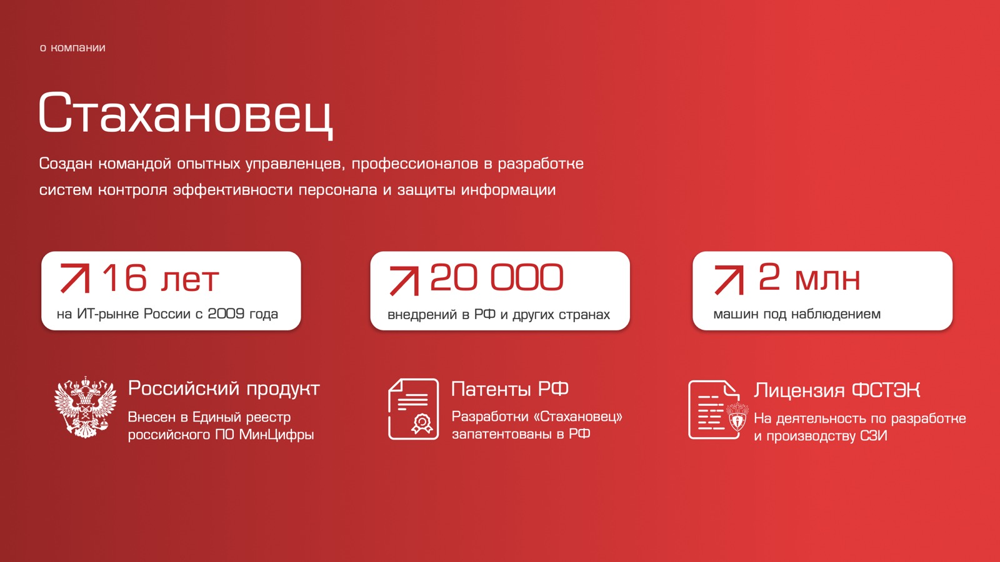 о компании
Стахановец
Создан командой опытных управленцев, профессионалов в разработке
систем контроля эффективности персонала и защиты информации
16 лет
на ИТ-рынке России с 2009 года
20 000
внедрений в РФ и других странах
2 млн
машин под наблюдением
Российский продукт
Внесен в Единый реестр
российского ПО МинЦифры
Патенты РФ
Разработки «Стахановец»
запатентованы в РФ
Лицензия ФСТЭК
На деятельность по разработке
и производству СЗИ